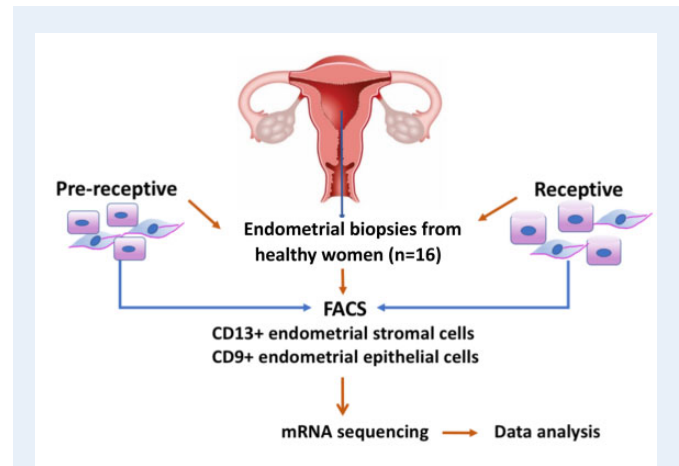 Pre-receptive
Receptive
Endometrial biopsies from
healthy women (n=16)
FACS
CD13+ endometrial stromal cells
CD9+ endometrial epithelial cells
mRNA sequencing
Data analysis